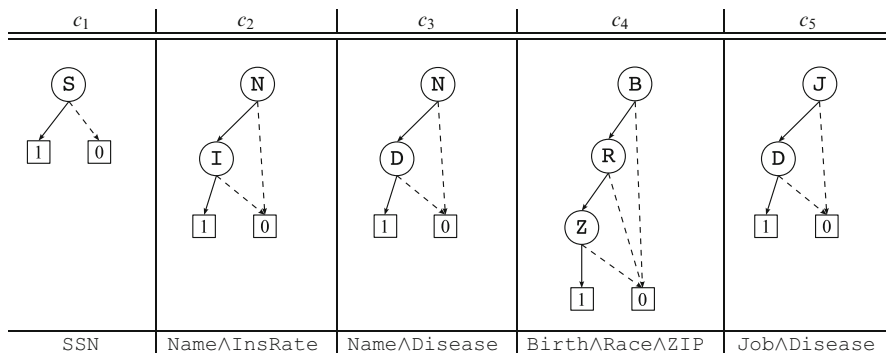 c1 c2 c3 c4 c5
S N N B J
I D R D
1 0
1 0 1 0 Z 1 0
1 0
SSN Name∧InsRate Name∧Disease Birth∧Race∧ZIP Job∧Disease